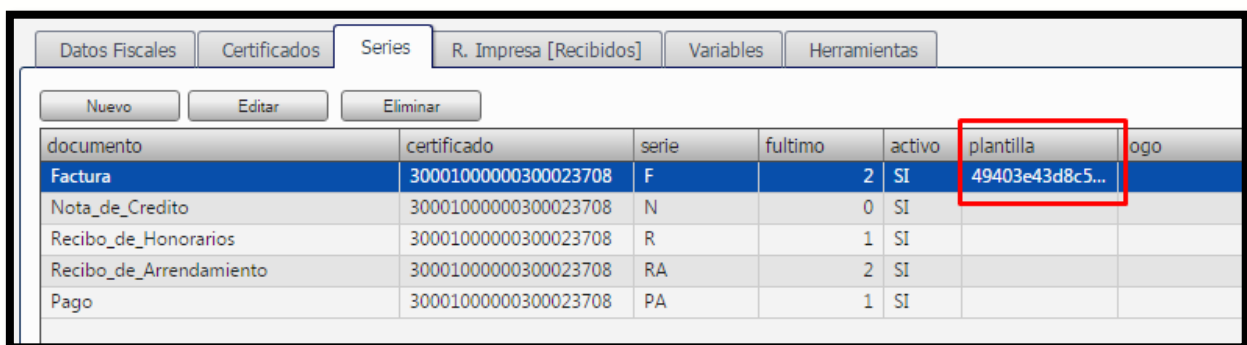 Datos Fiscales Certificados Series R. Impresa [Recibidos] Variables Herramientas
Nuevo Editar Eliminar
documento certificado serie fultimo activo plantilla ogo
Factura 30001000000300023708 F 2 SI 49403e43d8c5...
Nota_de_Credito 30001000000300023708 N 0 SI
Recibo_de_Honorarios 30001000000300023708 R 1 SI
Recibo_de_Arrendamiento 30001000000300023708 RA 2 SI
Pago 30001000000300023708 PA 1 SI